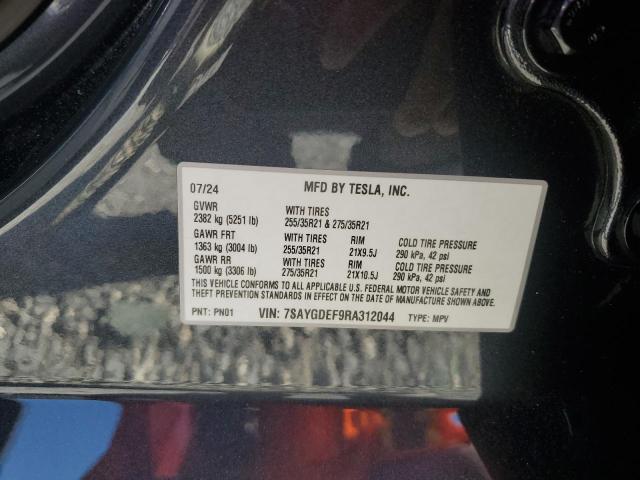 07/24 MFD BY TESLA, INC.
GVWR WITH TIRES
2382 kg (5251 lb) 255/35R21 & 275/35R21
GAWR FRT WITH TIRES RIM COLD TIRE PRESSURE
1363 kg (3004 lb) 255/35R21 21X9.5J 290 kPa, 42 psi
GAWR RR WITH TIRES RIM COLD TIRE PRESSURE
1500 kg (3306 lb) 275/35R21 21X10.5J 290 kPa, 42 psi
THIS VEHICLE CONFORMS TO ALL APPLICABLE U.S. FEDERAL MOTOR VEHICLE SAFETY AND
THEFT PREVENTION STANDARDS IN EFFECT ON THE DATE OF MANUFACTURE SHOWN ABOVE.
PNT: PN01 VIN: 7SAYGDEF9RA312044 TYPE: MPV